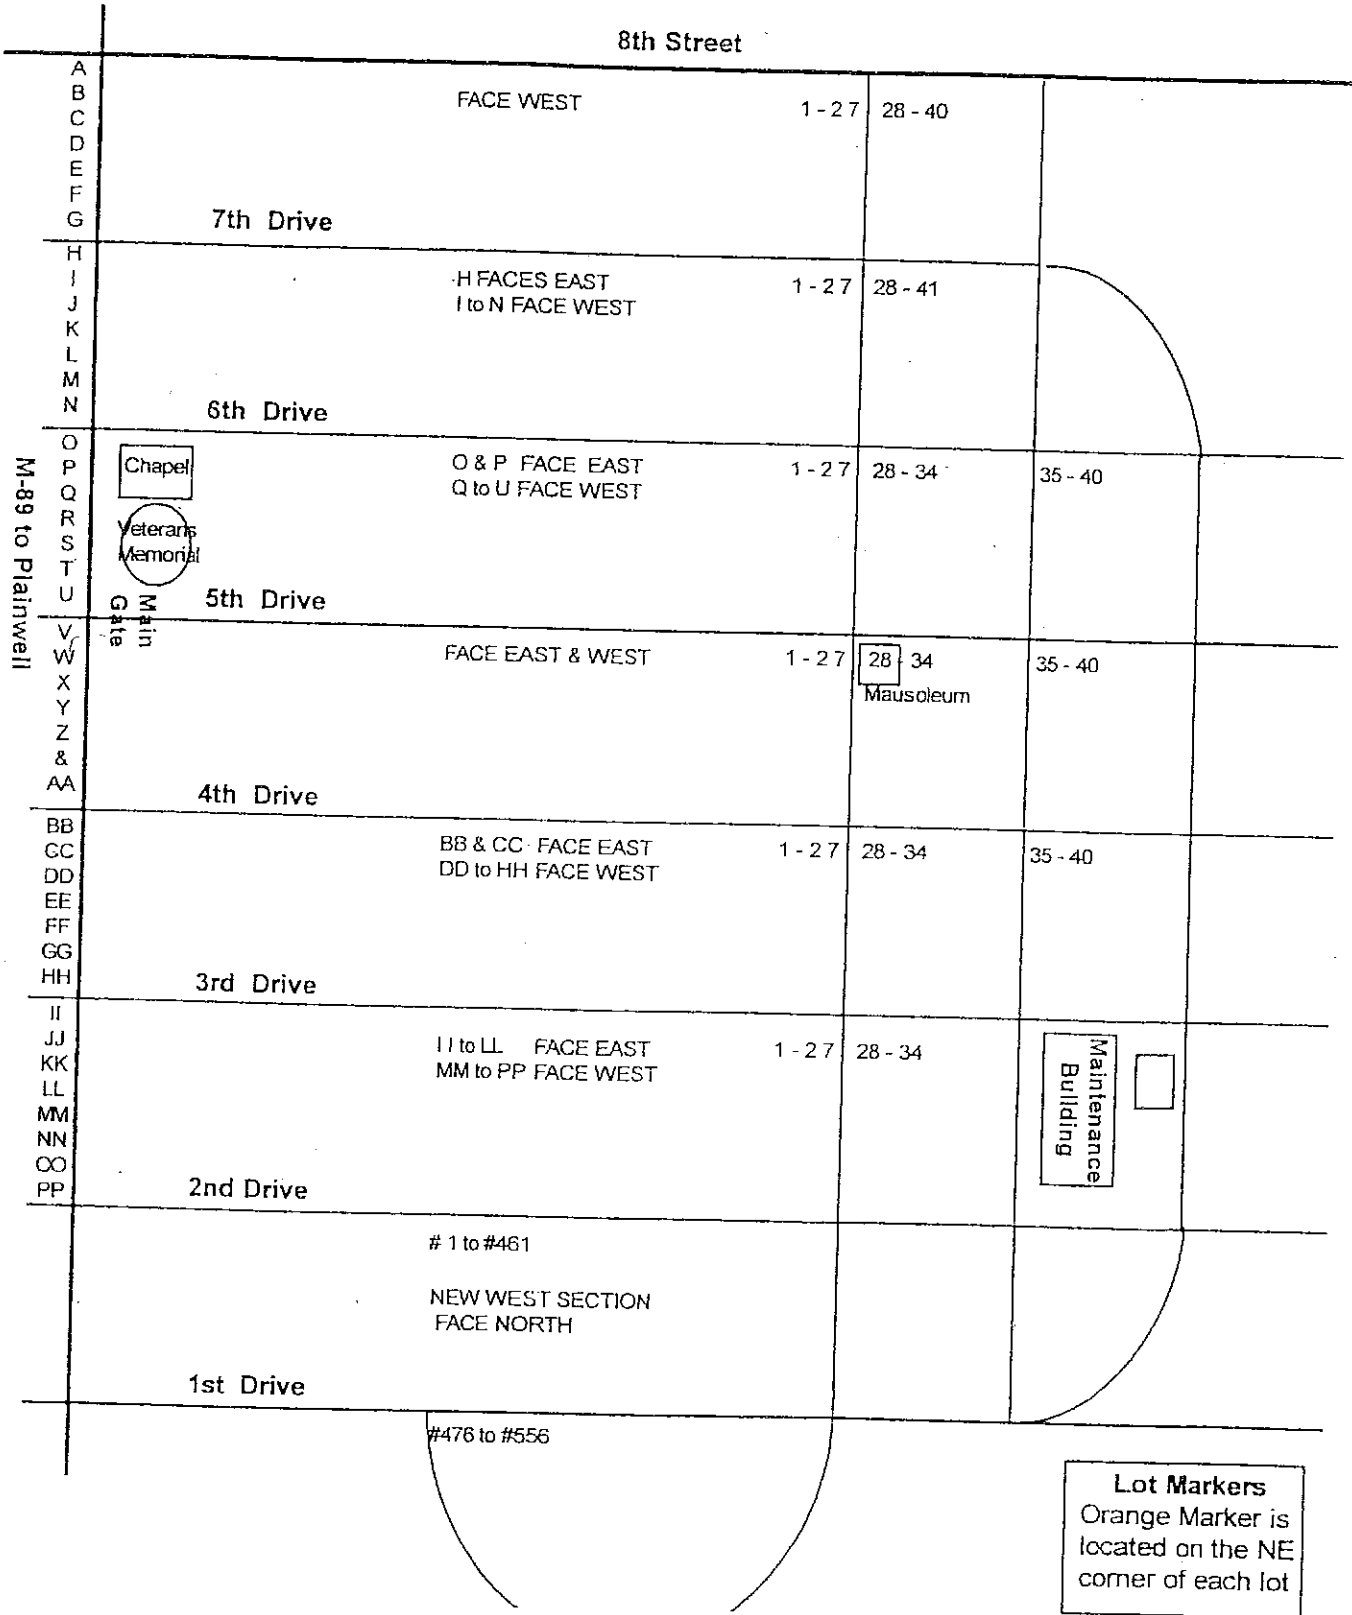 8th Street
A
B
C
D
E
F
G
FACE WEST
1 - 27
28 - 40
7th Drive
H
I
J
K
L
M
N
H FACES EAST
I to N FACE WEST
1 - 27
28 - 41
6th Drive
O
P
Q
R
S
T
U
Chapel
Veterans
Memorial
O & P FACE EAST
Q to U FACE WEST
1 - 27
28 - 34
35 - 40
M-89 to Plainwell
Main
Gate
5th Drive
V
W
X
Y
Z
&
AA
FACE EAST & WEST
1 - 27
28 - 34
35 - 40
Mausoleum
4th Drive
BB
CC
DD
EE
FF
GG
HH
BB & CC FACE EAST
DD to HH FACE WEST
1 - 27
28 - 34
35 - 40
3rd Drive
II
JJ
KK
LL
MM
NN
OO
PP
II to LL FACE EAST
MM to PP FACE WEST
1 - 27
28 - 34
Maintenance
Building
2nd Drive
# 1 to #461
NEW WEST SECTION
FACE NORTH
1st Drive
#476 to #556
Lot Markers
Orange Marker is
located on the NE
corner of each lot